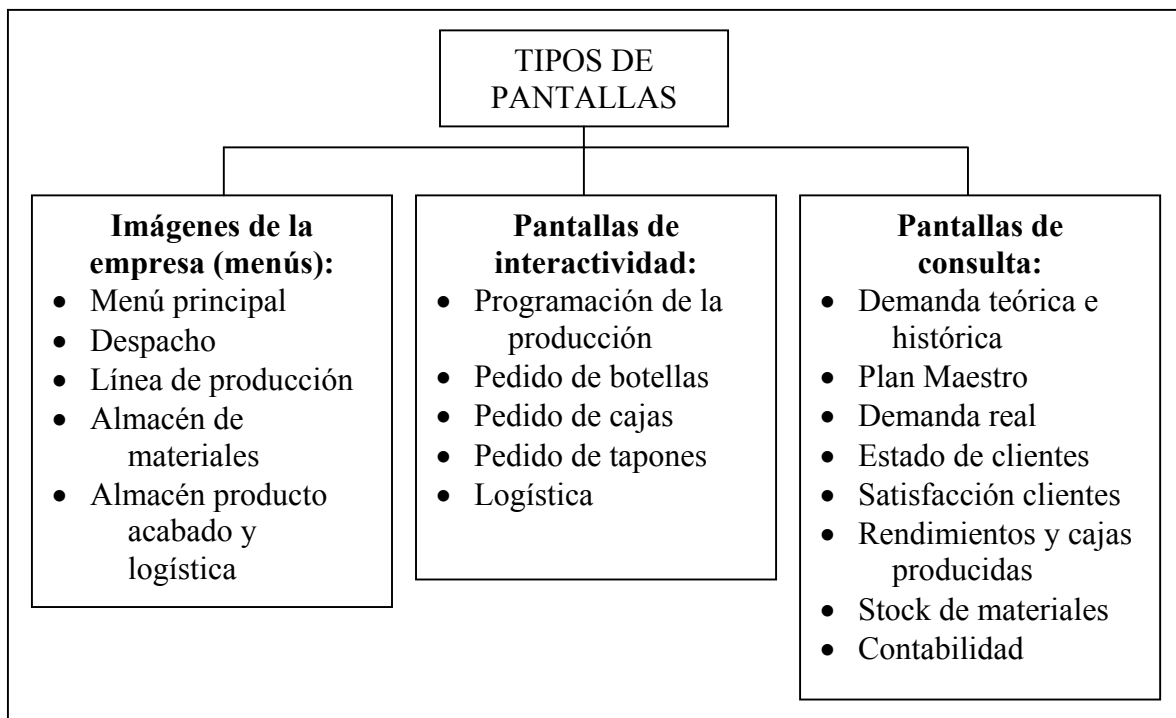 TIPOS DE
PANTALLAS
Imágenes de la
empresa (menús):
• Menú principal
• Despacho
• Línea de producción
• Almacén de
materiales
• Almacén producto
acabado y
logística
Pantallas de
interactividad:
• Programación de la
producción
• Pedido de botellas
• Pedido de cajas
• Pedido de tapones
• Logística
Pantallas de
consulta:
• Demanda teórica e
histórica
• Plan Maestro
• Demanda real
• Estado de clientes
• Satisfacción clientes
• Rendimientos y cajas
producidas
• Stock de materiales
• Contabilidad